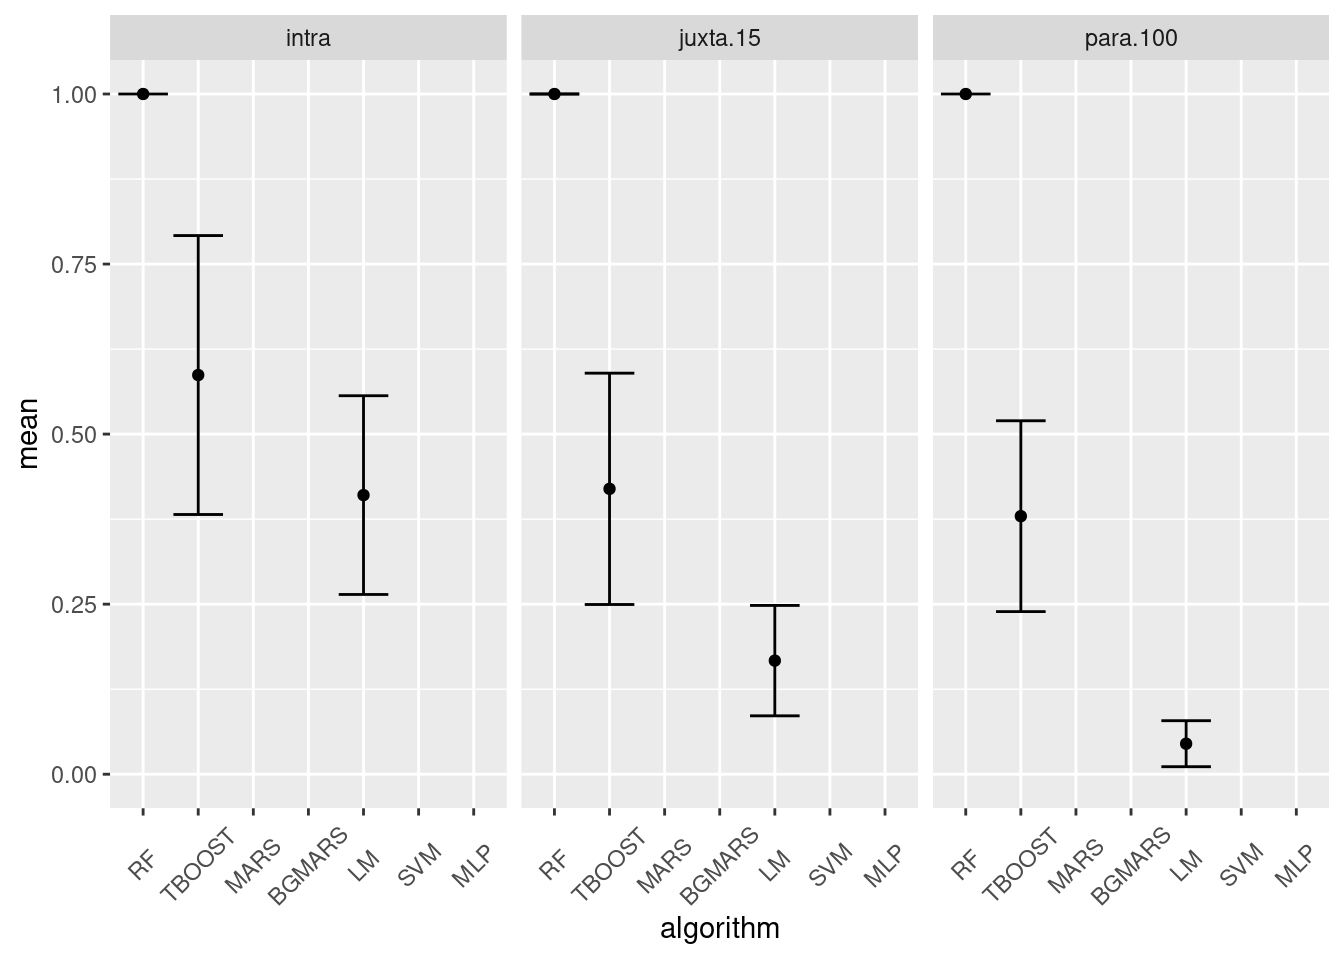 intra juxta.15 para.100
1.00
0.75
0.50
0.25
0.00
mean
RF TBOOST MARS BGMARS LM SVM MLP RF TBOOST MARS BGMARS LM SVM MLP RF TBOOST MARS BGMARS LM SVM MLP
algorithm